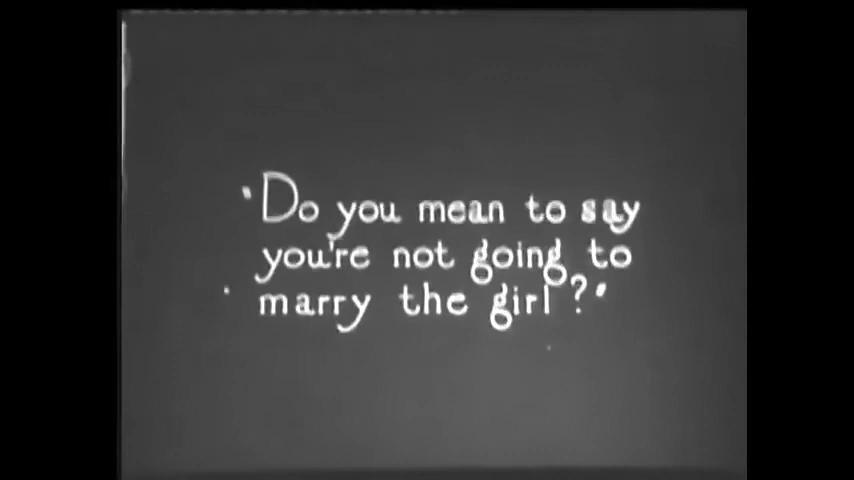 "Do you mean to say
you're not going to
marry the girl?"